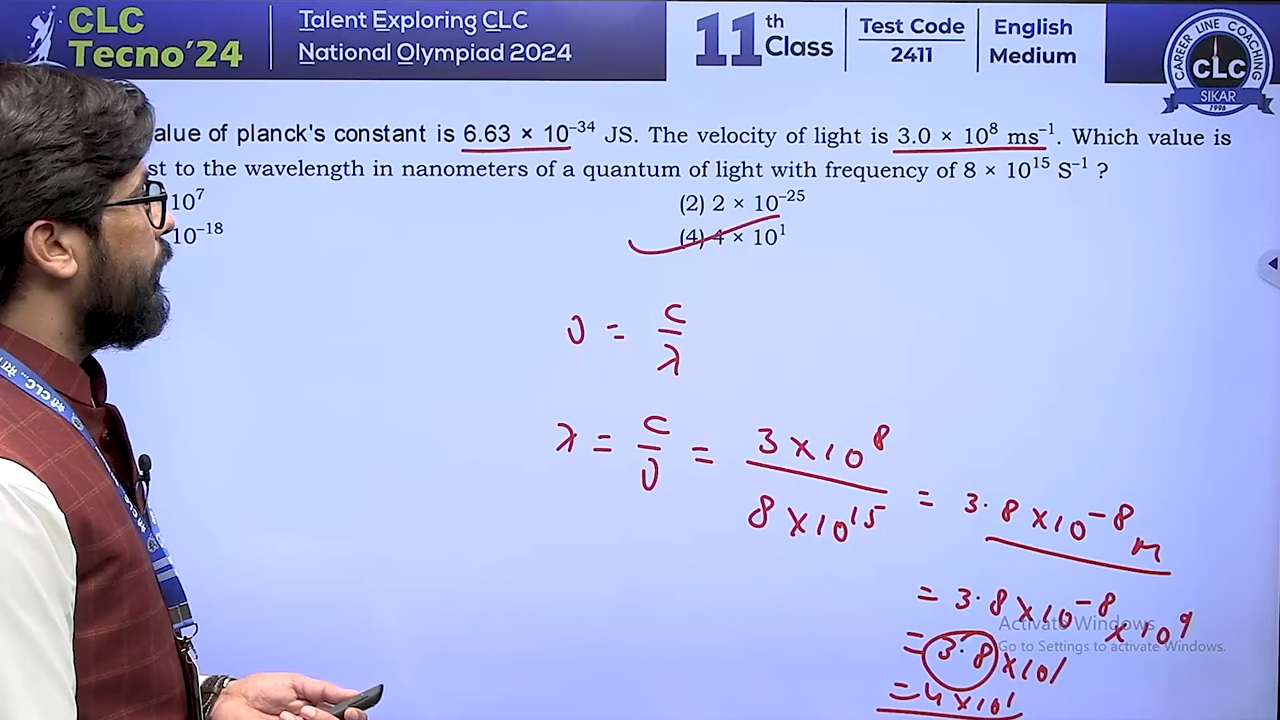 CLC
Tecno'24
Talent Exploring CLC
National Olympiad 2024
11th Class
Test Code
2411
English
Medium
CAREER LINE COACHING
CLC
SIKAR
1996
alue of planck's constant is 6.63 × 10⁻³⁴ JS. The velocity of light is 3.0 × 10⁸ ms⁻¹. Which value is
st to the wavelength in nanometers of a quantum of light with frequency of 8 × 10¹⁵ S⁻¹ ?
10⁷ (2) 2 × 10⁻²⁵
10⁻¹⁸ (4) 4 × 10¹
υ = c/λ
λ = c/υ = 3×10⁸/8×10¹⁵ = 3.8×10⁻⁸ m
= 3.8×10⁻⁸ × 10⁹
= 3.8×10¹
= 4×10¹
Activate Windows
Go to Settings to activate Windows.
CLC